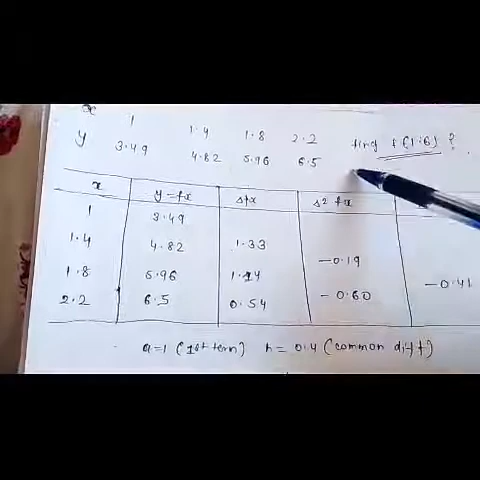 x 1 1.4 1.8 2.2 find f(1.6) ?
y 3.49 4.82 5.96 6.5
x y=fx Δfx Δ² fx
1 3.49
1.4 4.82 1.33
-0.19
1.8 5.96 1.14
-0.41
2.2 6.5 0.54 -0.60
a=1 (1st term) h= 0.4 (common diff)